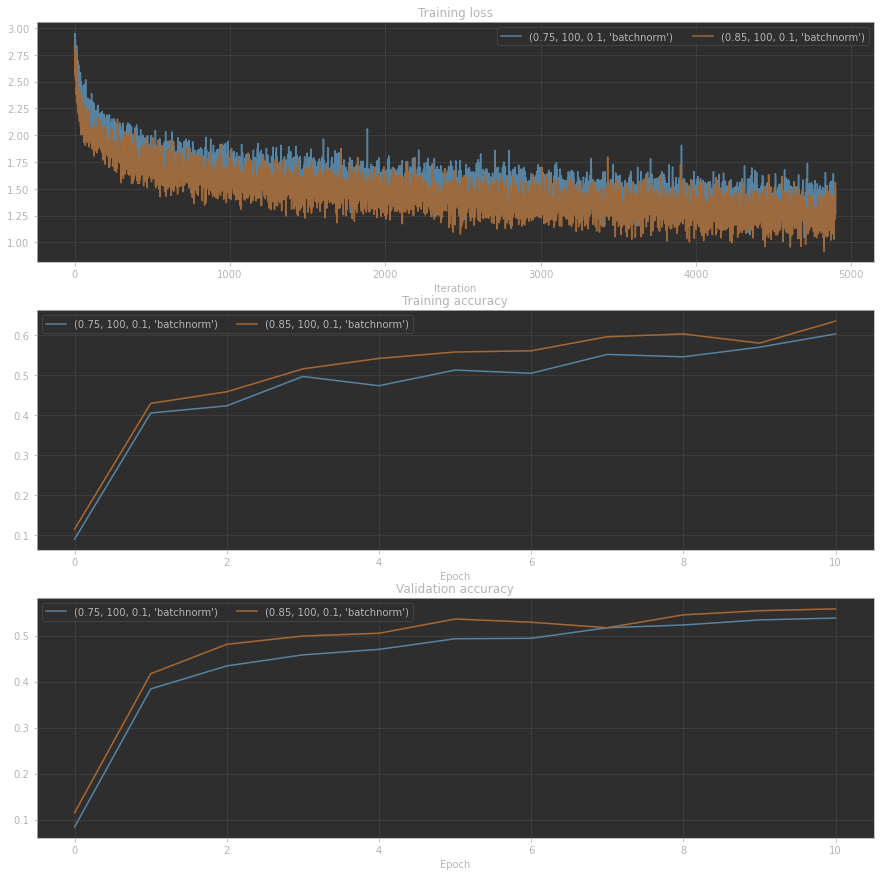 Training loss
(0.75, 100, 0.1, 'batchnorm') (0.85, 100, 0.1, 'batchnorm')
3.00
2.75
2.50
2.25
2.00
1.75
1.50
1.25
1.00
0 1000 2000 3000 4000 5000
Iteration
Training accuracy
(0.75, 100, 0.1, 'batchnorm') (0.85, 100, 0.1, 'batchnorm')
0.6
0.5
0.4
0.3
0.2
0.1
0 2 4 6 8 10
Epoch
Validation accuracy
(0.75, 100, 0.1, 'batchnorm') (0.85, 100, 0.1, 'batchnorm')
0.5
0.4
0.3
0.2
0.1
0 2 4 6 8 10
Epoch